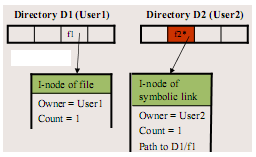 Directory D1 (User1)
Directory D2 (User2)
f1
f2*
I-node of file
Owner = User1
Count = 1
I-node of
symbolic link
Owner = User2
Count = 1
Path to D1/f1